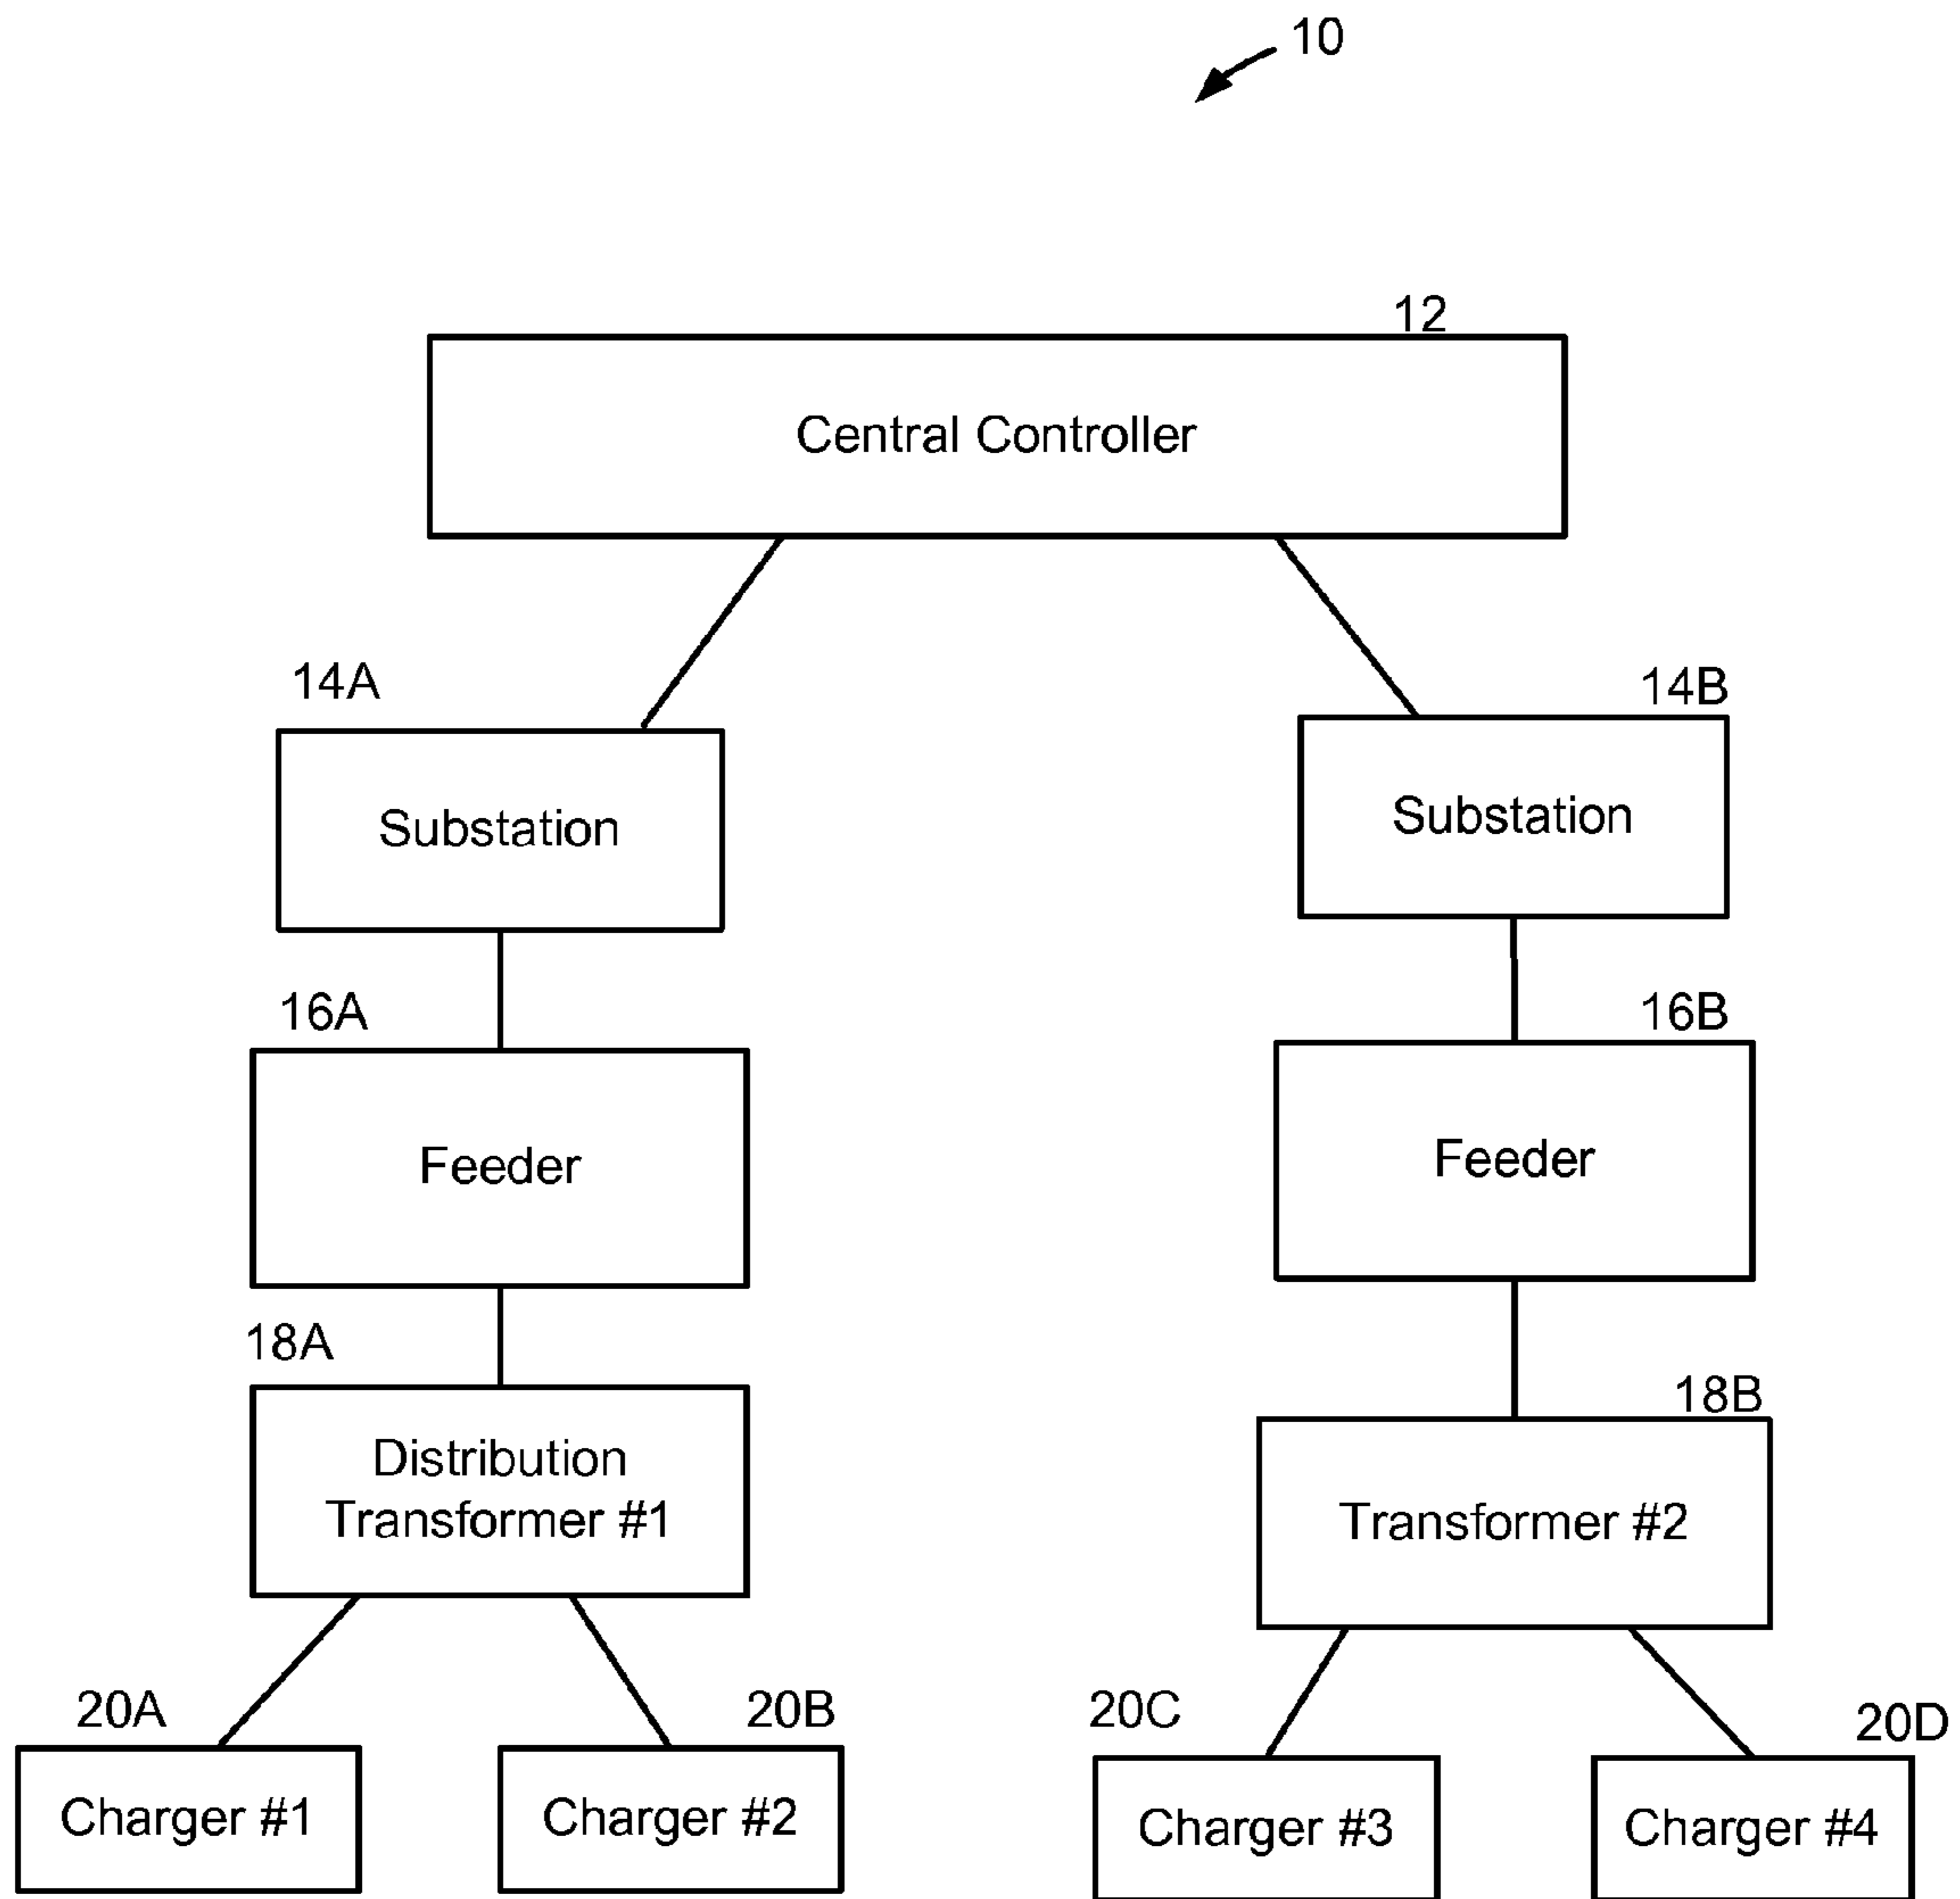 10
12
Central Controller
14A
14B
Substation
Substation
16A
16B
Feeder
Feeder
18A
18B
Distribution
Transformer #1
Transformer #2
20A
20B
20C
20D
Charger #1
Charger #2
Charger #3
Charger #4